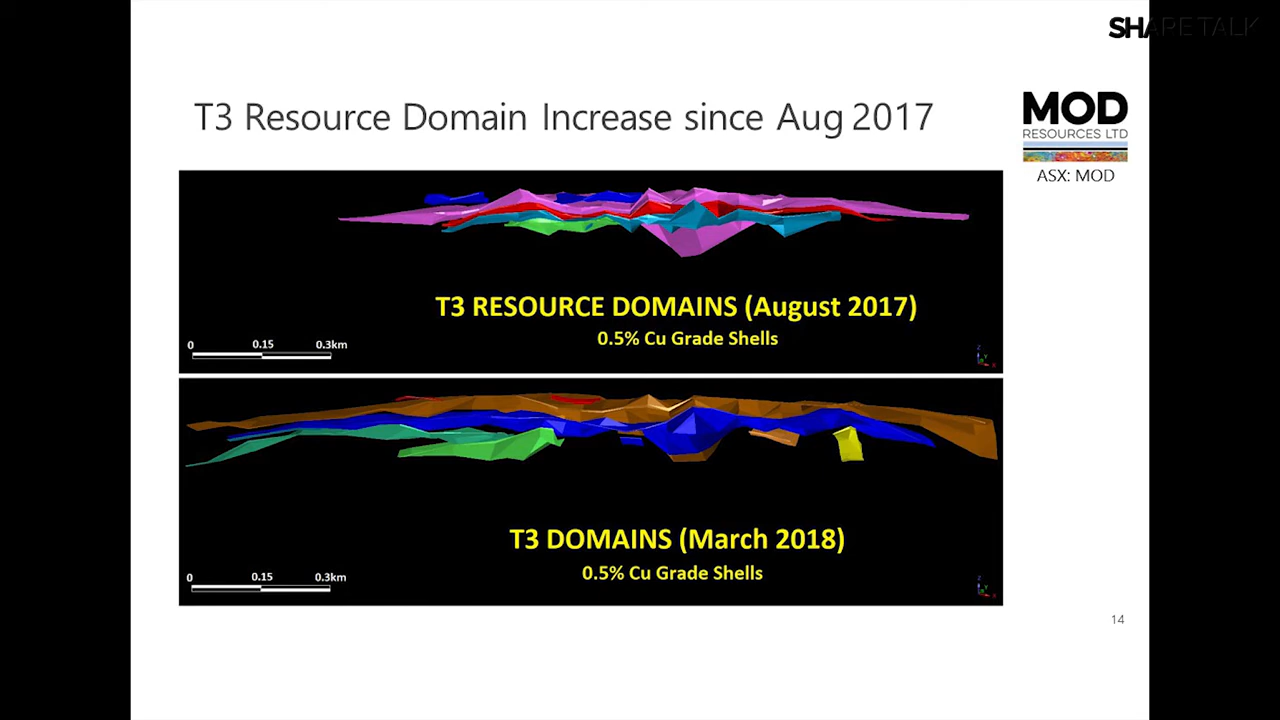 SHARETALK
T3 Resource Domain Increase since Aug 2017
MOD
RESOURCES LTD
ASX: MOD
T3 RESOURCE DOMAINS (August 2017)
0.5% Cu Grade Shells
0 0.15 0.3km
T3 DOMAINS (March 2018)
0.5% Cu Grade Shells
0 0.15 0.3km
14